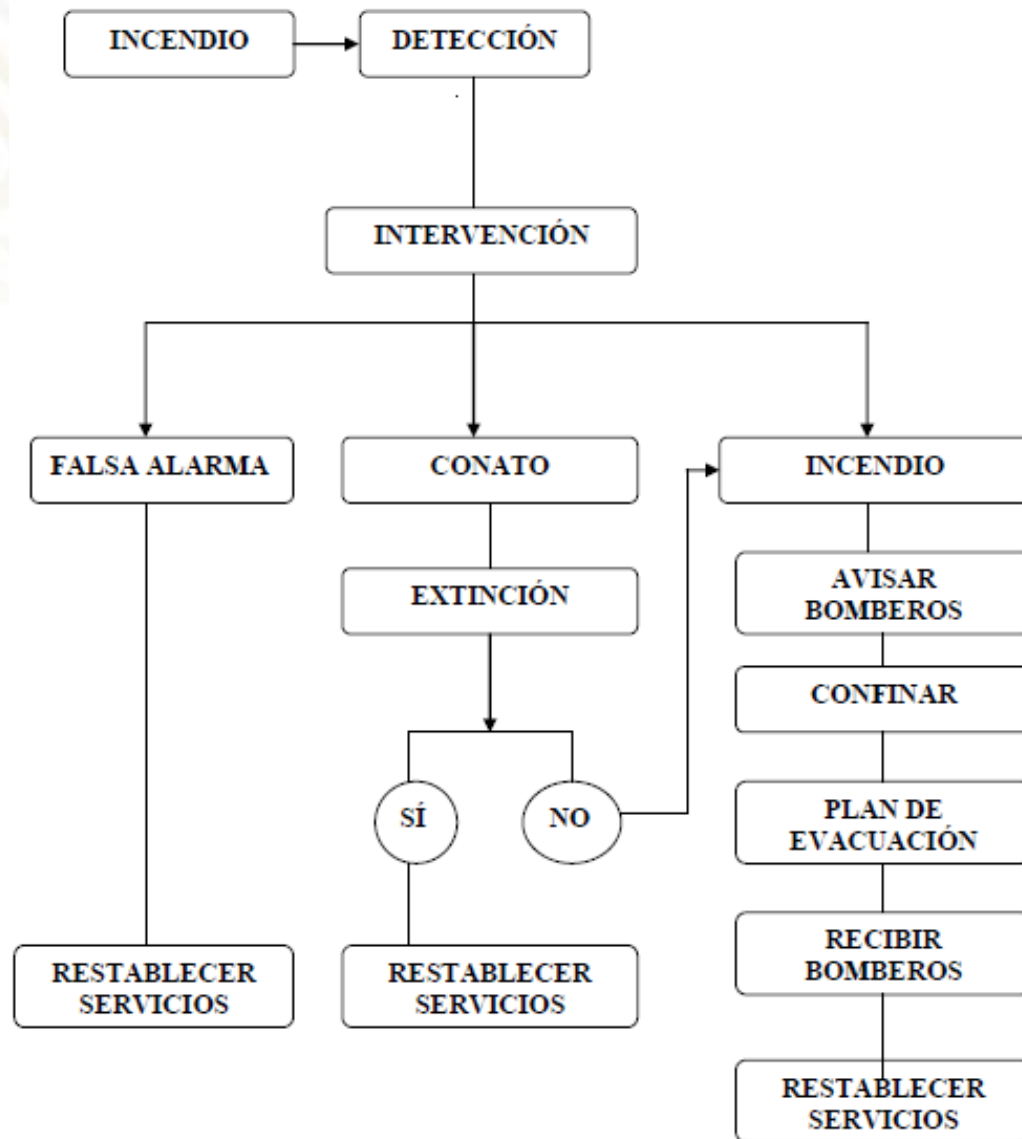 INCENDIO
DETECCIÓN
INTERVENCIÓN
FALSA ALARMA
CONATO
INCENDIO
EXTINCIÓN
AVISAR
BOMBEROS
CONFINAR
SÍ
NO
PLAN DE
EVACUACIÓN
RECIBIR
BOMBEROS
RESTABLECER
SERVICIOS
RESTABLECER
SERVICIOS
RESTABLECER
SERVICIOS